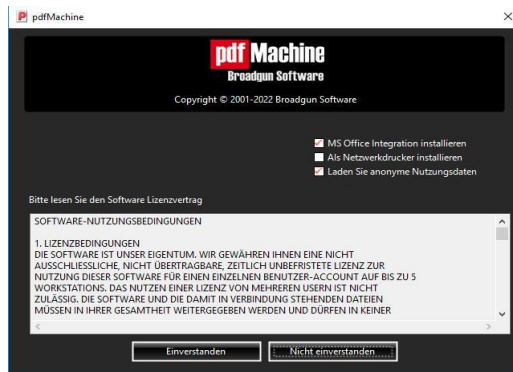 pdfMachine
pdf Machine
Broadgun Software
Copyright © 2001-2022 Broadgun Software
MS Office Integration installieren
Als Netzwerkdrucker installieren
Laden Sie anonyme Nutzungsdaten
Bitte lesen Sie den Software Lizenzvertrag
SOFTWARE-NUTZUNGSBEDINGUNGEN
1. LIZENZBEDINGUNGEN
DIE SOFTWARE IST UNSER EIGENTUM. WIR GEWÄHREN IHNEN EINE NICHT
AUSSCHLIESSLICHE, NICHT ÜBERTRAGBARE, ZEITLICH UNBEFRISTETE LIZENZ ZUR
NUTZUNG DIESER SOFTWARE FÜR EINEN EINZELNEN BENUTZER-ACCOUNT AUF BIS ZU 5
WORKSTATIONS. DAS NUTZEN EINER LIZENZ VON MEHREREN USERN IST NICHT
ZULÄSSIG. DIE SOFTWARE UND DIE DAMIT IN VERBINDUNG STEHENDEN DATEIEN
MÜSSEN IN IHRER GESAMTHEIT WEITERGEGEBEN WERDEN UND DÜRFEN IN KEINER
Einverstanden
Nicht einverstanden